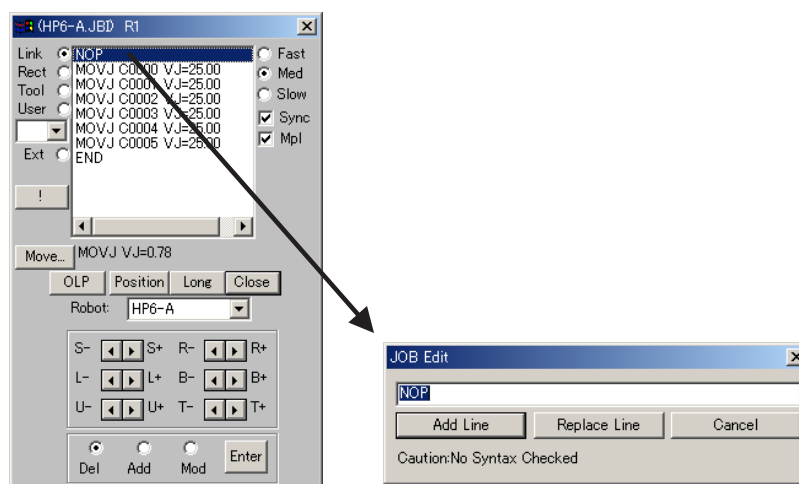 (HP6-A.JBI) R1
Link
Rect
Tool
User
Ext
!
NOP
MOVJ C0000 VJ=25.00
MOVJ C0001 VJ=25.00
MOVJ C0002 VJ=25.00
MOVJ C0003 VJ=25.00
MOVJ C0004 VJ=25.00
MOVJ C0005 VJ=25.00
END
Fast
Med
Slow
Sync
Mpl
Move... MOVJ VJ=0.78
OLP Position Long Close
Robot: HP6-A
S- S+ R- R+
L- L+ B- B+
U- U+ T- T+
Del Add Mod Enter
JOB Edit
NOP
Add Line Replace Line Cancel
Caution:No Syntax Checked